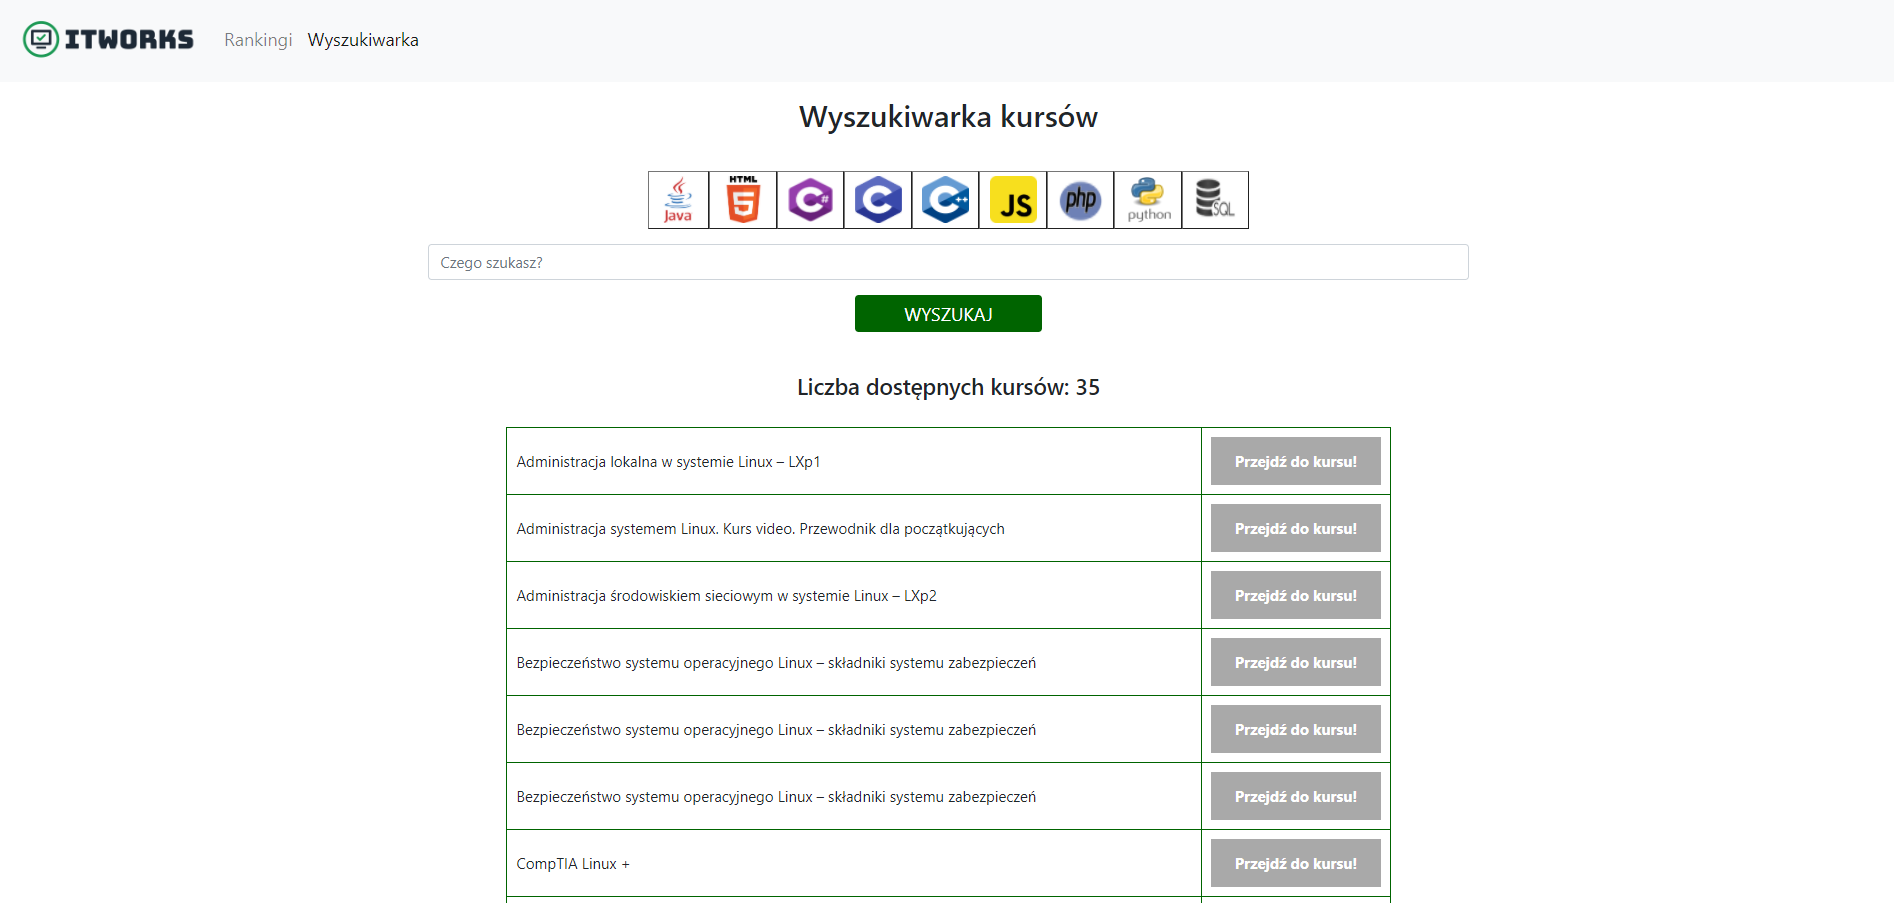 ITWORKS Rankingi Wyszukiwarka
Wyszukiwarka kursów
Java HTML 5 C# C C++ JS php python SQL
Czego szukasz?
WYSZUKAJ
Liczba dostępnych kursów: 35
Administracja lokalna w systemie Linux – LXp1 Przejdź do kursu!
Administracja systemem Linux. Kurs video. Przewodnik dla początkujących Przejdź do kursu!
Administracja środowiskiem sieciowym w systemie Linux – LXp2 Przejdź do kursu!
Bezpieczeństwo systemu operacyjnego Linux – składniki systemu zabezpieczeń Przejdź do kursu!
Bezpieczeństwo systemu operacyjnego Linux – składniki systemu zabezpieczeń Przejdź do kursu!
Bezpieczeństwo systemu operacyjnego Linux – składniki systemu zabezpieczeń Przejdź do kursu!
CompTIA Linux + Przejdź do kursu!